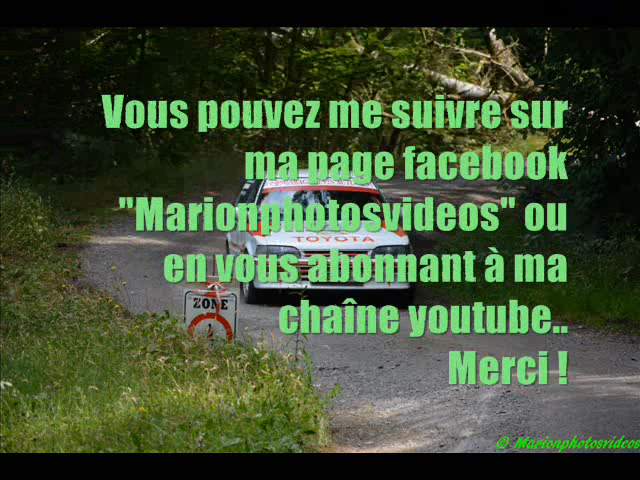 Vous pouvez me suivre sur
ma page facebook
"Marionphotosvideos" ou
en vous abonnant à ma
chaîne youtube..
Merci !
TOYOTA
ZONE
© Marionphotosvideos